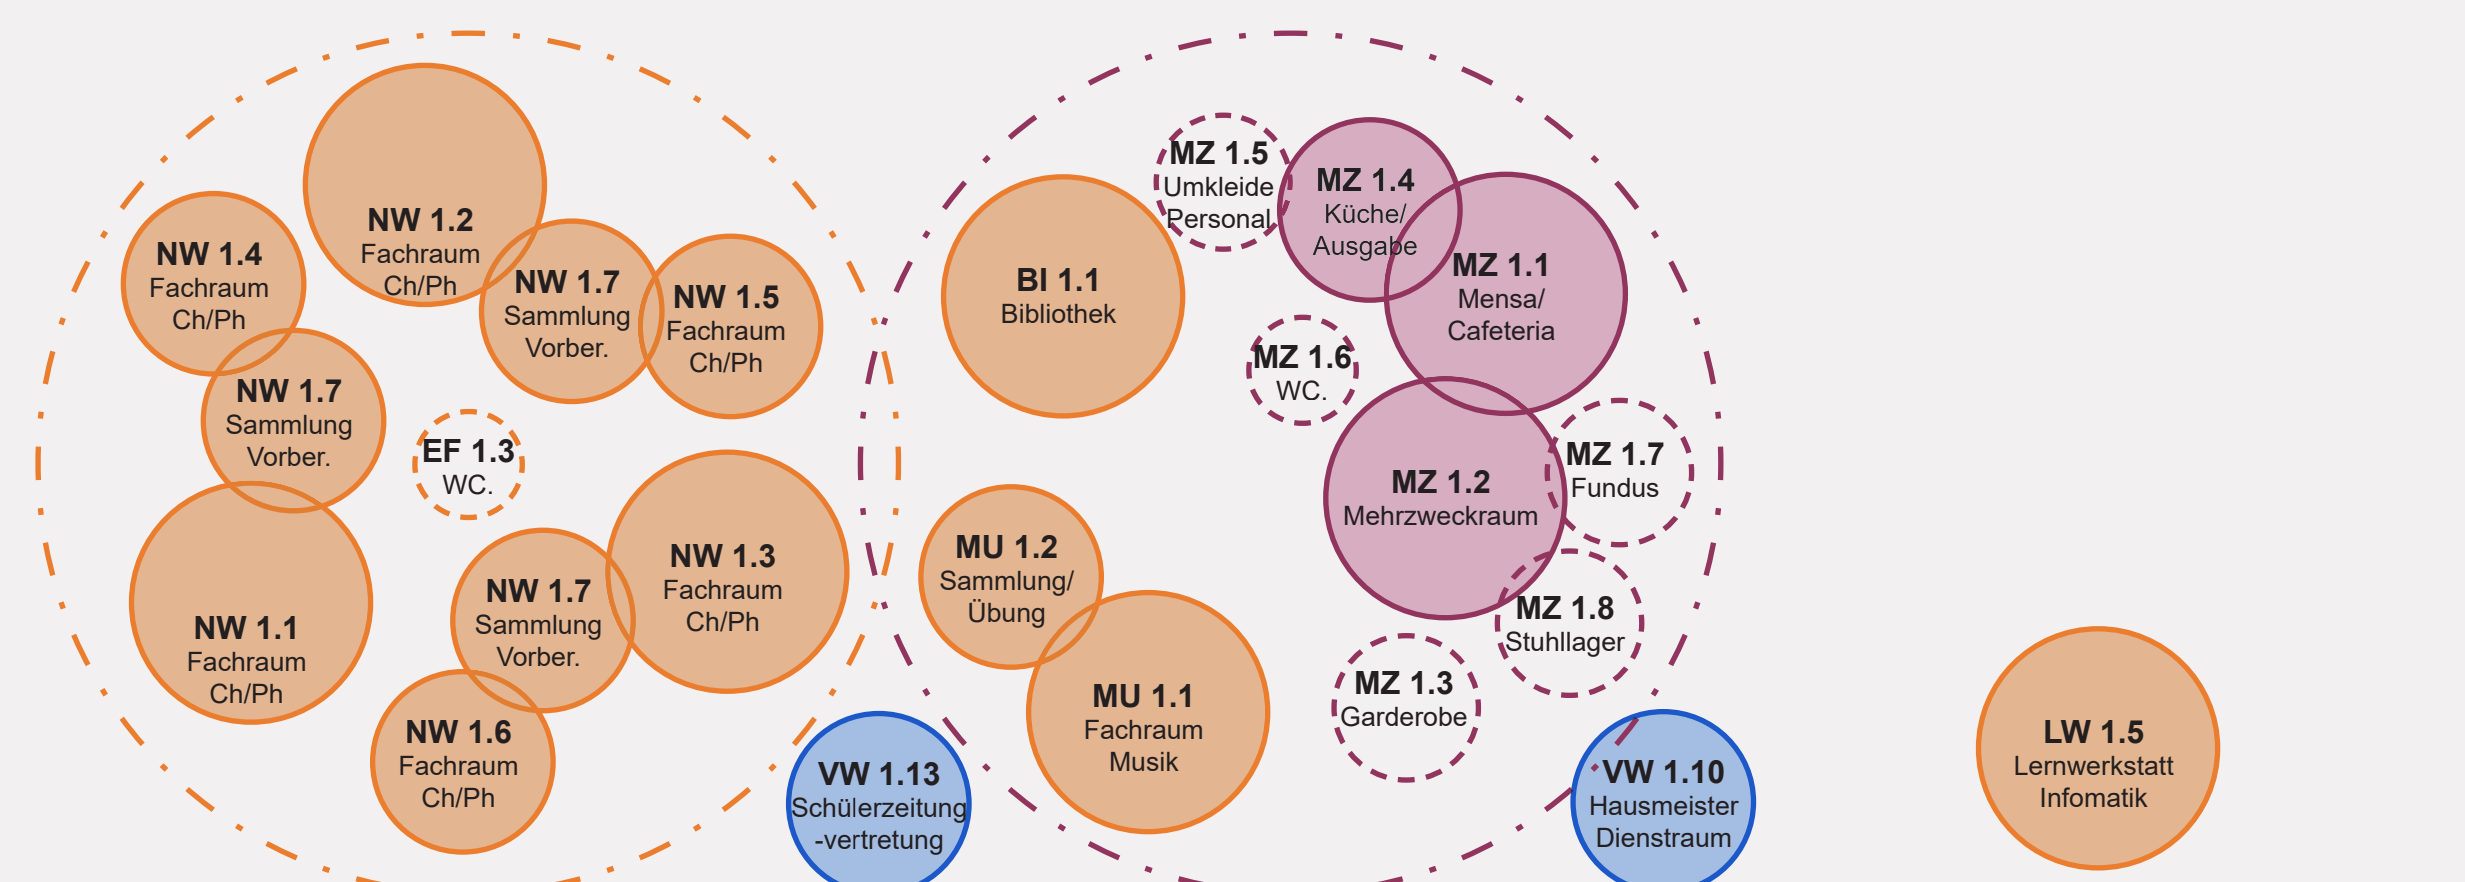 NW 1.2
Fachraum
Ch/Ph
NW 1.4
Fachraum
Ch/Ph
NW 1.7
Sammlung
Vorber.
NW 1.5
Fachraum
Ch/Ph
NW 1.7
Sammlung
Vorber.
EF 1.3
WC.
NW 1.1
Fachraum
Ch/Ph
NW 1.7
Sammlung
Vorber.
NW 1.3
Fachraum
Ch/Ph
NW 1.6
Fachraum
Ch/Ph
VW 1.13
Schülerzeitung
-vertretung
BI 1.1
Bibliothek
MZ 1.5
Umkleide
Personal
MZ 1.4
Küche/
Ausgabe
MZ 1.1
Mensa/
Cafeteria
MZ 1.6
WC.
MZ 1.2
Mehrzweckraum
MZ 1.7
Fundus
MZ 1.8
Stuhllager
MZ 1.3
Garderobe
MU 1.2
Sammlung/
Übung
MU 1.1
Fachraum
Musik
VW 1.10
Hausmeister
Dienstraum
LW 1.5
Lernwerkstatt
Infomatik